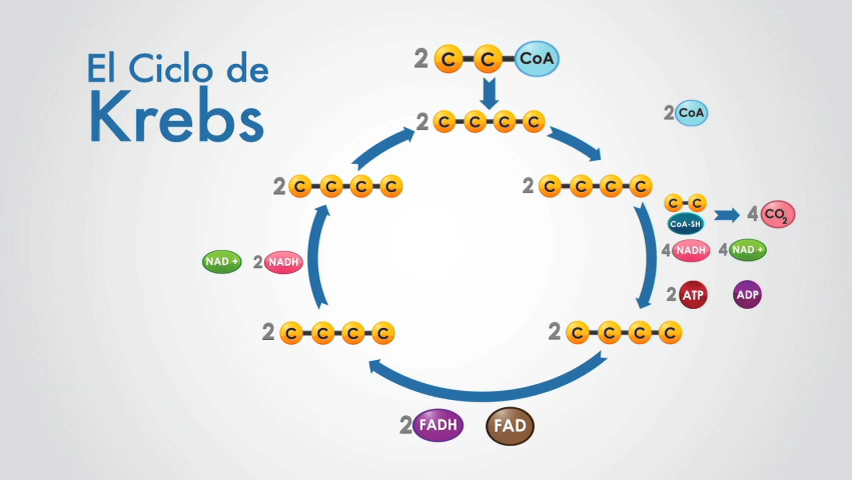 El Ciclo de
Krebs
2 C C CoA
2 C C C C
2 CoA
2 C C C C
2 C C C C
C C
CoA-SH
4 CO2
NAD +
2 NADH
4 NADH
4 NAD +
2 ATP
ADP
2 C C C C
2 C C C C
2 FADH
FAD